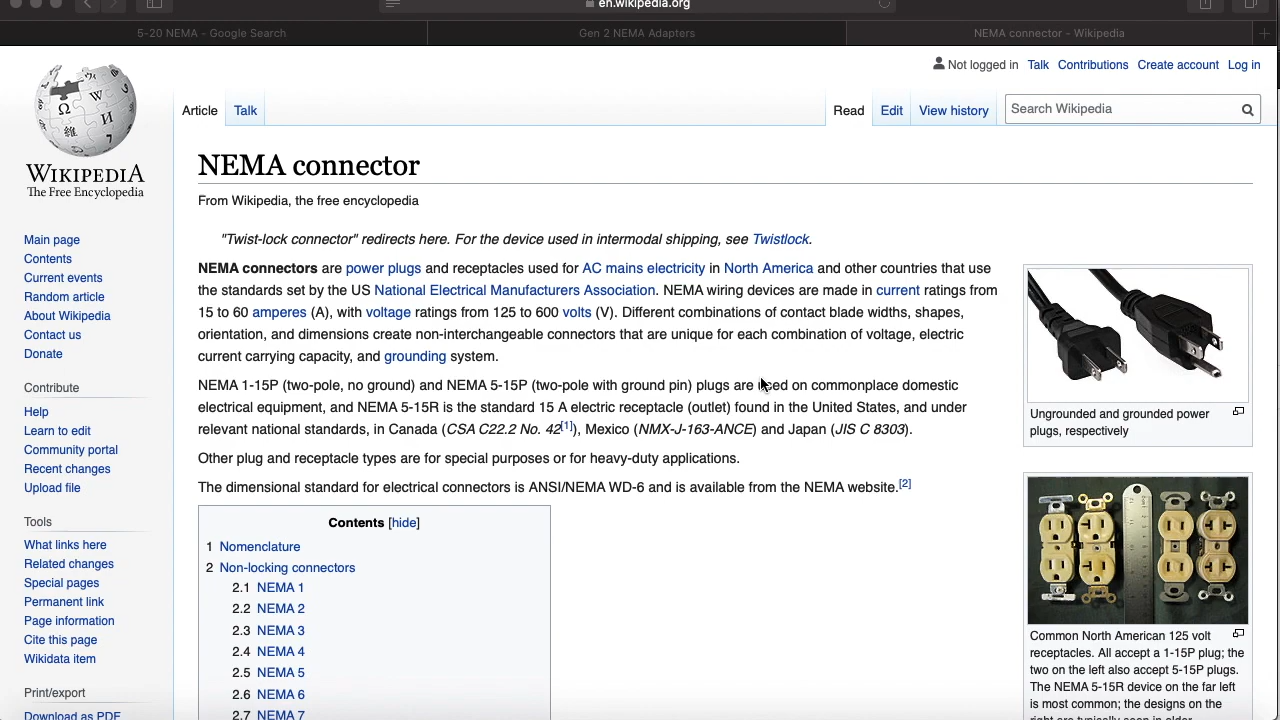 en.wikipedia.org
5-20 NEMA - Google Search
Gen 2 NEMA Adapters
NEMA connector - Wikipedia
Not logged in Talk Contributions Create account Log in
Article Talk
Read Edit View history Search Wikipedia
WIKIPEDIA
The Free Encyclopedia
Main page
Contents
Current events
Random article
About Wikipedia
Contact us
Donate
Contribute
Help
Learn to edit
Community portal
Recent changes
Upload file
Tools
What links here
Related changes
Special pages
Permanent link
Page information
Cite this page
Wikidata item
Print/export
Download as PDF
NEMA connector
From Wikipedia, the free encyclopedia
"Twist-lock connector" redirects here. For the device used in intermodal shipping, see Twistlock.
NEMA connectors are power plugs and receptacles used for AC mains electricity in North America and other countries that use
the standards set by the US National Electrical Manufacturers Association. NEMA wiring devices are made in current ratings from
15 to 60 amperes (A), with voltage ratings from 125 to 600 volts (V). Different combinations of contact blade widths, shapes,
orientation, and dimensions create non-interchangeable connectors that are unique for each combination of voltage, electric
current carrying capacity, and grounding system.
NEMA 1-15P (two-pole, no ground) and NEMA 5-15P (two-pole with ground pin) plugs are used on commonplace domestic
electrical equipment, and NEMA 5-15R is the standard 15 A electric receptacle (outlet) found in the United States, and under
relevant national standards, in Canada (CSA C22.2 No. 42[1]), Mexico (NMX-J-163-ANCE) and Japan (JIS C 8303).
Other plug and receptacle types are for special purposes or for heavy-duty applications.
The dimensional standard for electrical connectors is ANSI/NEMA WD-6 and is available from the NEMA website.[2]
Contents [hide]
1 Nomenclature
2 Non-locking connectors
2.1 NEMA 1
2.2 NEMA 2
2.3 NEMA 3
2.4 NEMA 4
2.5 NEMA 5
2.6 NEMA 6
2.7 NEMA 7
Ungrounded and grounded power
plugs, respectively
Common North American 125 volt
receptacles. All accept a 1-15P plug; the
two on the left also accept 5-15P plugs.
The NEMA 5-15R device on the far left
is most common; the designs on the
right are typically seen in older